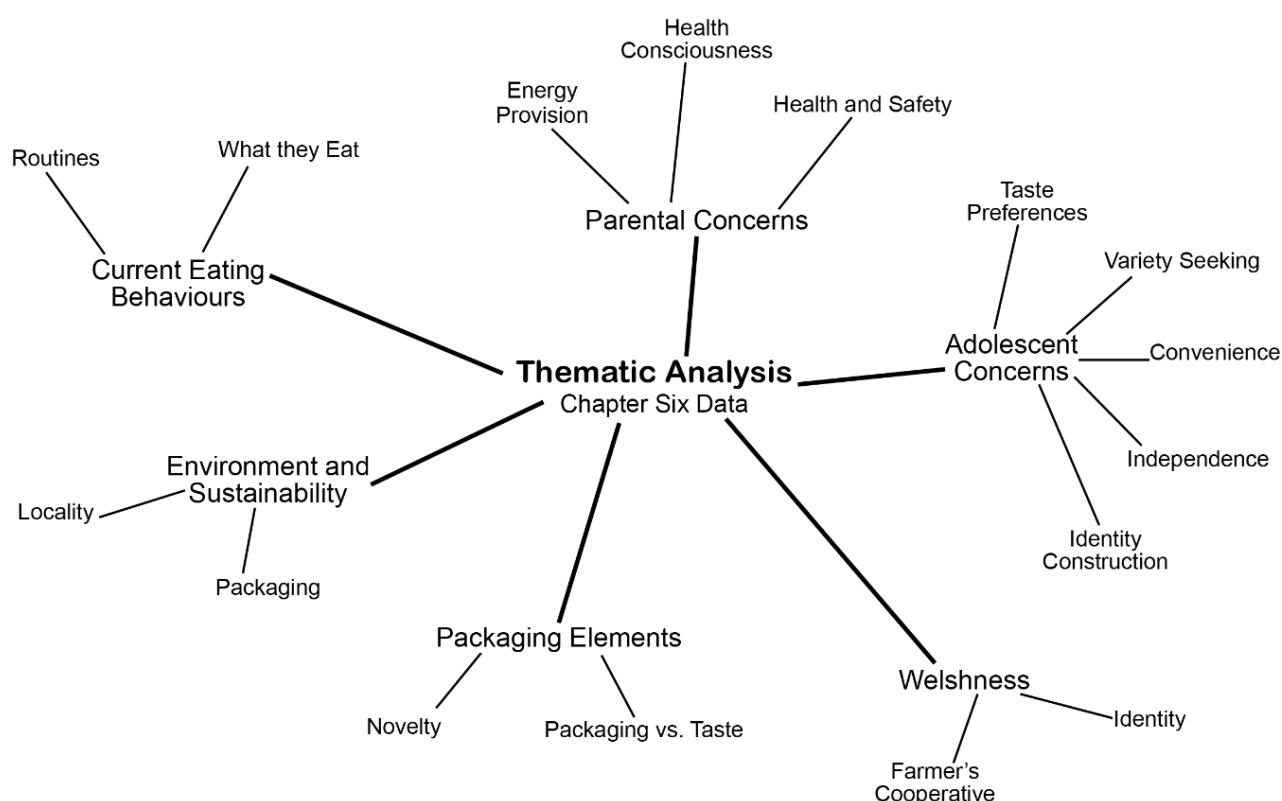 Health
Consciousness
Energy
Provision
Health and Safety
Parental Concerns
Routines
What they Eat
Current Eating
Behaviours
Taste
Preferences
Variety Seeking
Adolescent
Concerns
Convenience
Independence
Identity
Construction
Thematic Analysis
Chapter Six Data
Environment and
Sustainability
Locality
Packaging
Packaging Elements
Novelty
Packaging vs. Taste
Welshness
Identity
Farmer's
Cooperative